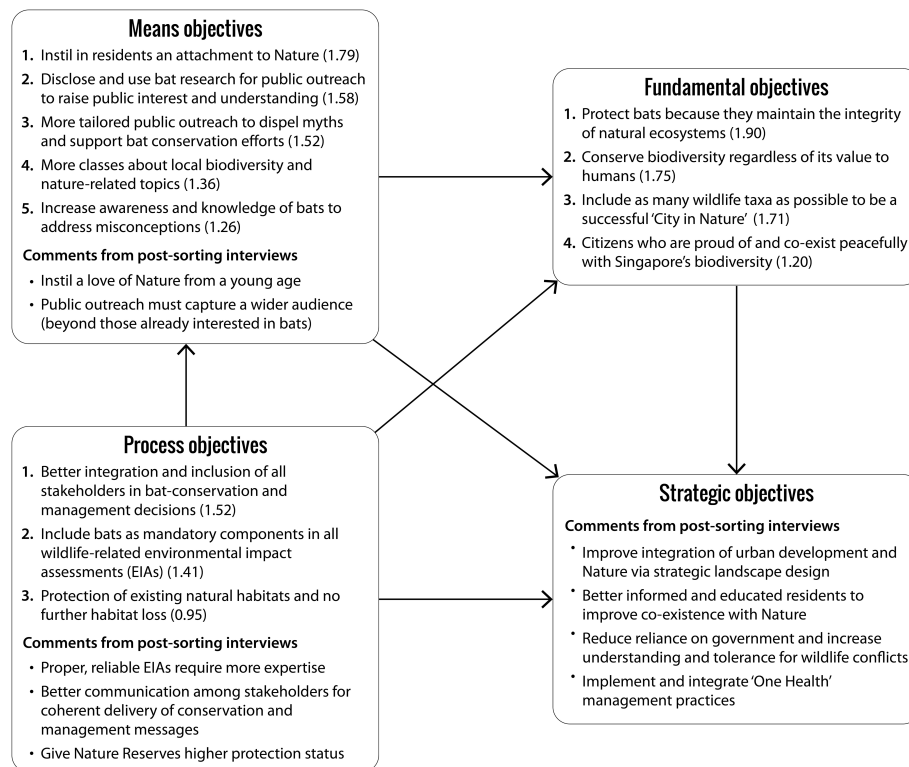 Means objectives
1. Instil in residents an attachment to Nature (1.79)
2. Disclose and use bat research for public outreach
to raise public interest and understanding (1.58)
3. More tailored public outreach to dispel myths
and support bat conservation efforts (1.52)
4. More classes about local biodiversity and
nature-related topics (1.36)
5. Increase awareness and knowledge of bats to
address misconceptions (1.26)
Comments from post-sorting interviews
• Instil a love of Nature from a young age
• Public outreach must capture a wider audience
(beyond those already interested in bats)
Fundamental objectives
1. Protect bats because they maintain the integrity
of natural ecosystems (1.90)
2. Conserve biodiversity regardless of its value to
humans (1.75)
3. Include as many wildlife taxa as possible to be a
successful ‘City in Nature’ (1.71)
4. Citizens who are proud of and co-exist peacefully
with Singapore’s biodiversity (1.20)
Process objectives
1. Better integration and inclusion of all
stakeholders in bat-conservation and
management decisions (1.52)
2. Include bats as mandatory components in all
wildlife-related environmental impact
assessments (EIAs) (1.41)
3. Protection of existing natural habitats and no
further habitat loss (0.95)
Comments from post-sorting interviews
• Proper, reliable EIAs require more expertise
• Better communication among stakeholders for
coherent delivery of conservation and
management messages
• Give Nature Reserves higher protection status
Strategic objectives
Comments from post-sorting interviews
• Improve integration of urban development and
Nature via strategic landscape design
• Better informed and educated residents to
improve co-existence with Nature
• Reduce reliance on government and increase
understanding and tolerance for wildlife conflicts
• Implement and integrate ‘One Health’
management practices